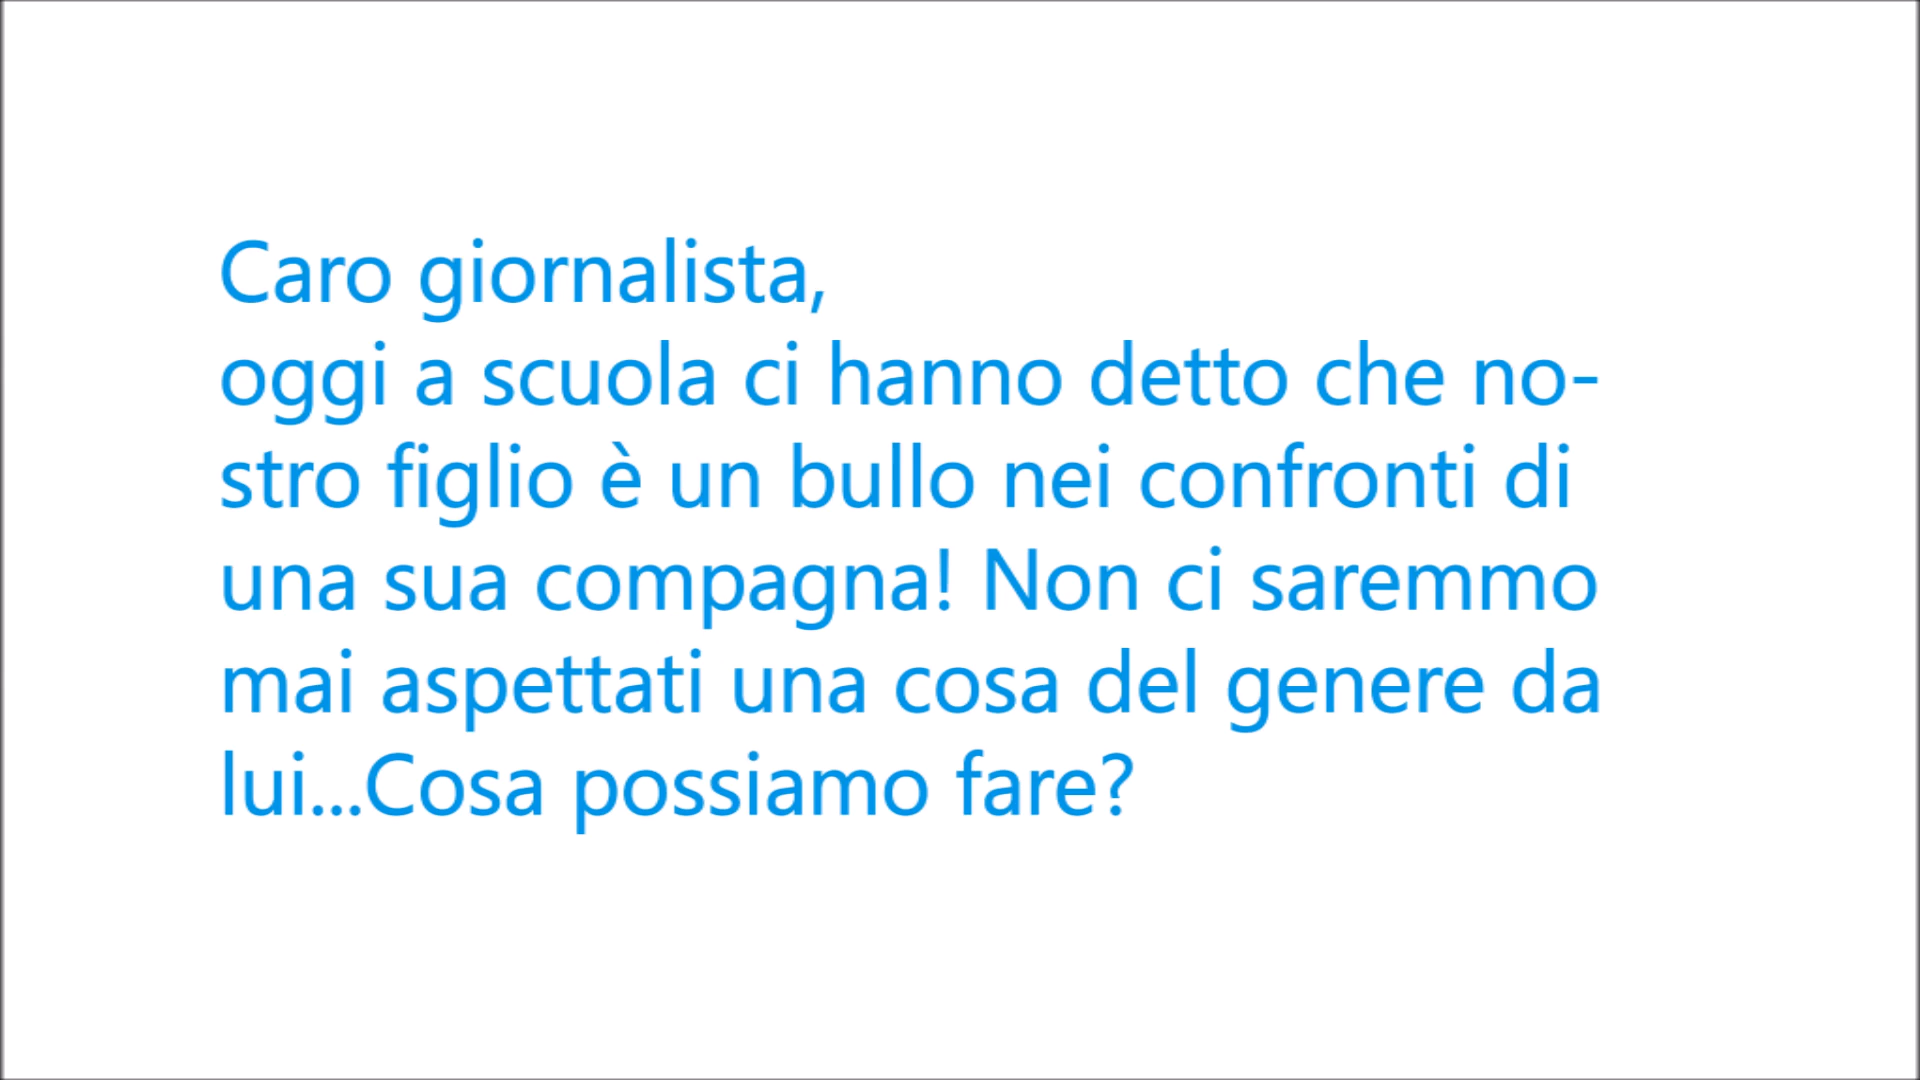 Caro giornalista,
oggi a scuola ci hanno detto che no-
stro figlio è un bullo nei confronti di
una sua compagna! Non ci saremmo
mai aspettati una cosa del genere da
lui...Cosa possiamo fare?